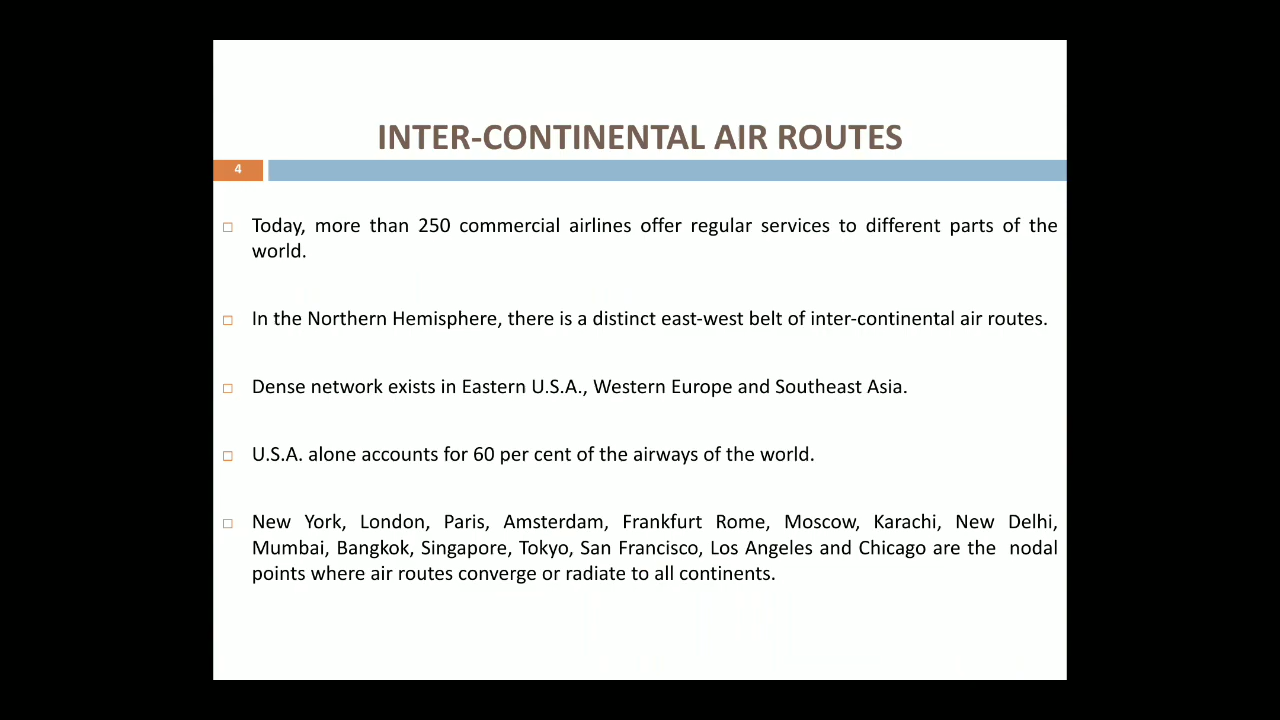 INTER-CONTINENTAL AIR ROUTES
4
Today, more than 250 commercial airlines offer regular services to different parts of the
world.
In the Northern Hemisphere, there is a distinct east-west belt of inter-continental air routes.
Dense network exists in Eastern U.S.A., Western Europe and Southeast Asia.
U.S.A. alone accounts for 60 per cent of the airways of the world.
New York, London, Paris, Amsterdam, Frankfurt Rome, Moscow, Karachi, New Delhi,
Mumbai, Bangkok, Singapore, Tokyo, San Francisco, Los Angeles and Chicago are the nodal
points where air routes converge or radiate to all continents.